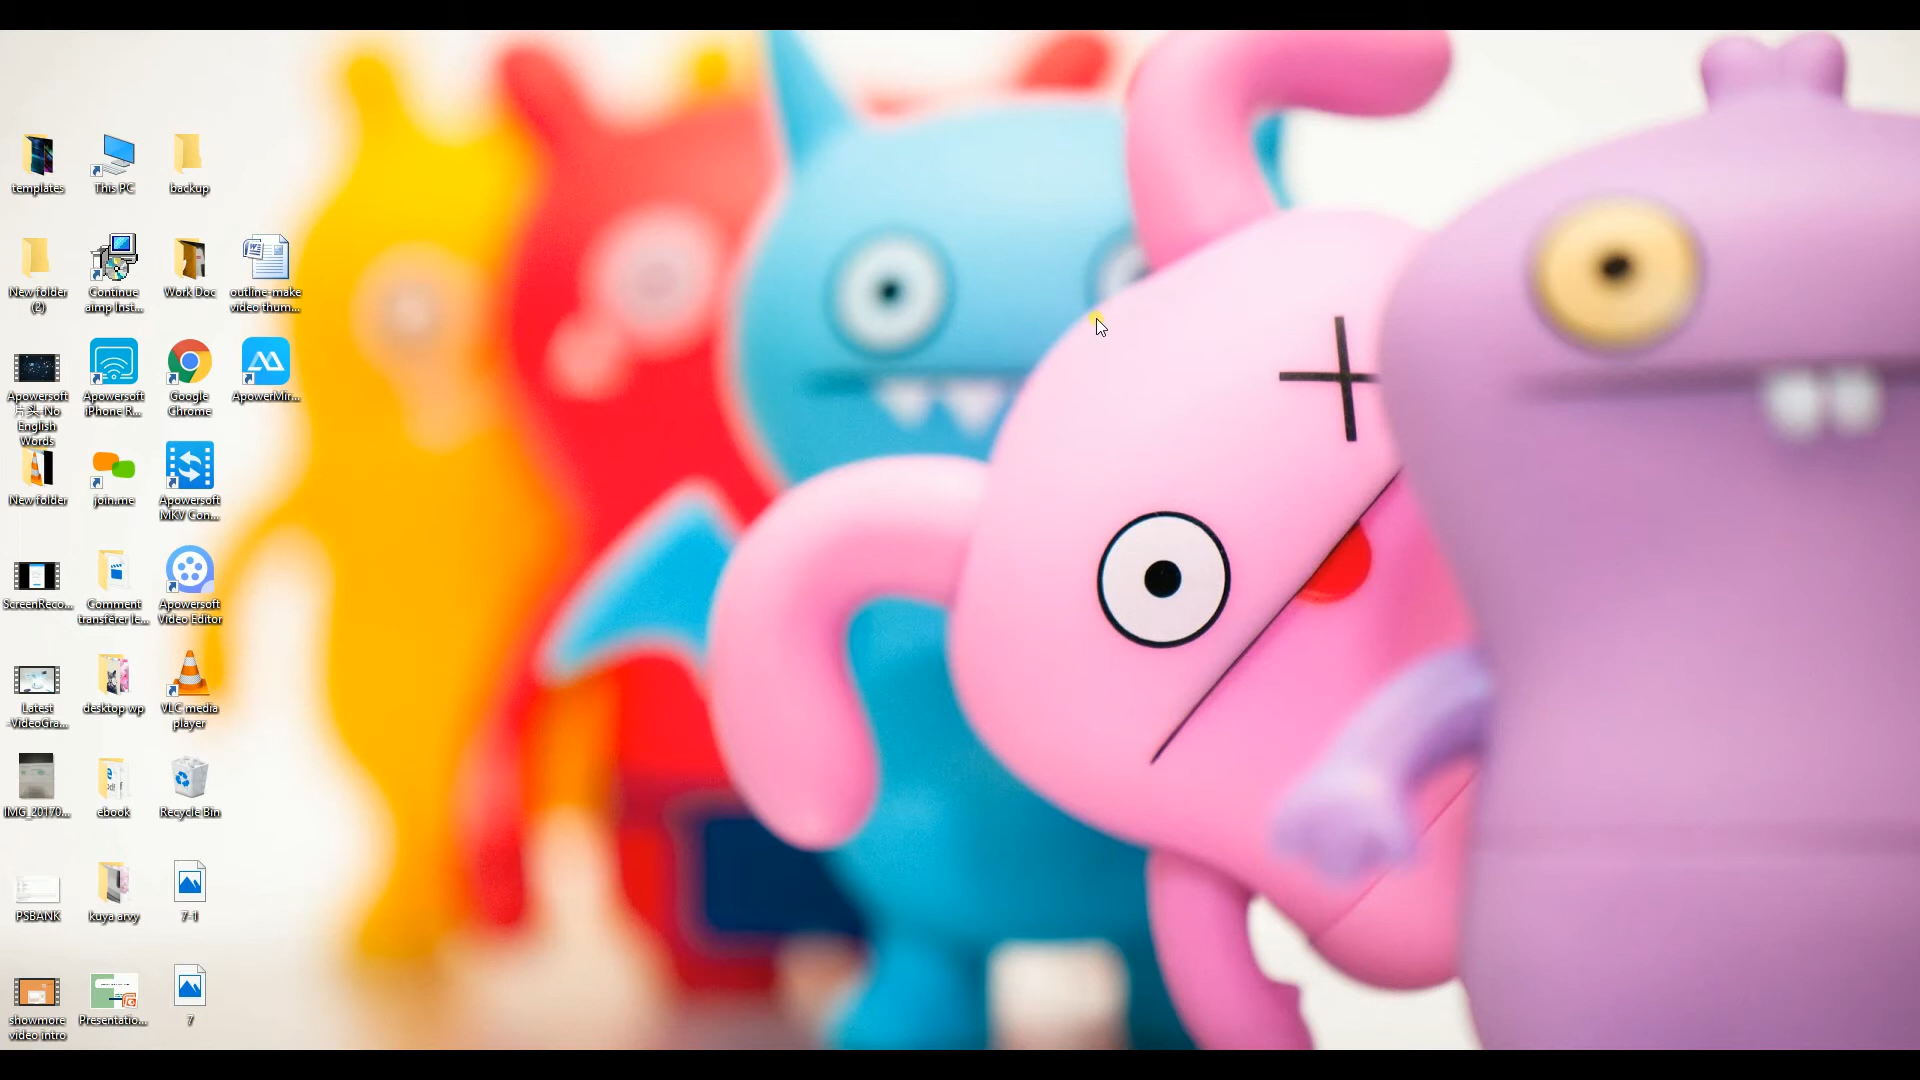 templates
This PC
backup
New folder
(2)
Continue
aimp Inst...
Work Doc
outline-make
video thum...
Apowersoft
片头-No
English
Words
Apowersoft
iPhone R...
Google
Chrome
ApowerMir...
New folder
join.me
Apowersoft
MKV Con...
ScreenReco...
Comment
transférer le...
Apowersoft
Video Editor
Latest
-VideoGra...
desktop wp
VLC media
player
IMG_20170...
ebook
Recycle Bin
PSBANK
kuya arvy
7-1
showmore
video intro
Presentatio...
7